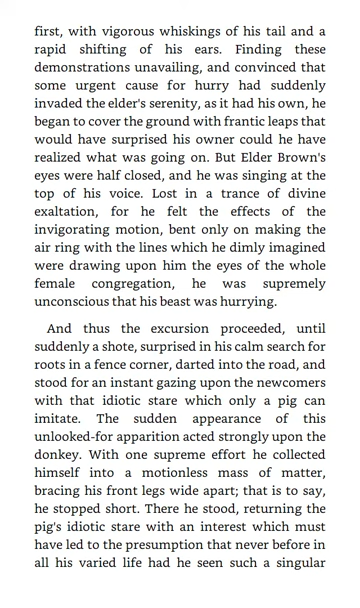 first, with vigorous whiskings of his tail and a
rapid shifting of his ears. Finding these
demonstrations unavailing, and convinced that
some urgent cause for hurry had suddenly
invaded the elder's serenity, as it had his own, he
began to cover the ground with frantic leaps that
would have surprised his owner could he have
realized what was going on. But Elder Brown's
eyes were half closed, and he was singing at the
top of his voice. Lost in a trance of divine
exaltation, for he felt the effects of the
invigorating motion, bent only on making the
air ring with the lines which he dimly imagined
were drawing upon him the eyes of the whole
female congregation, he was supremely
unconscious that his beast was hurrying.
And thus the excursion proceeded, until
suddenly a shote, surprised in his calm search for
roots in a fence corner, darted into the road, and
stood for an instant gazing upon the newcomers
with that idiotic stare which only a pig can
imitate. The sudden appearance of this
unlooked-for apparition acted strongly upon the
donkey. With one supreme effort he collected
himself into a motionless mass of matter,
bracing his front legs wide apart; that is to say,
he stopped short. There he stood, returning the
pig's idiotic stare with an interest which must
have led to the presumption that never before in
all his varied life had he seen such a singular